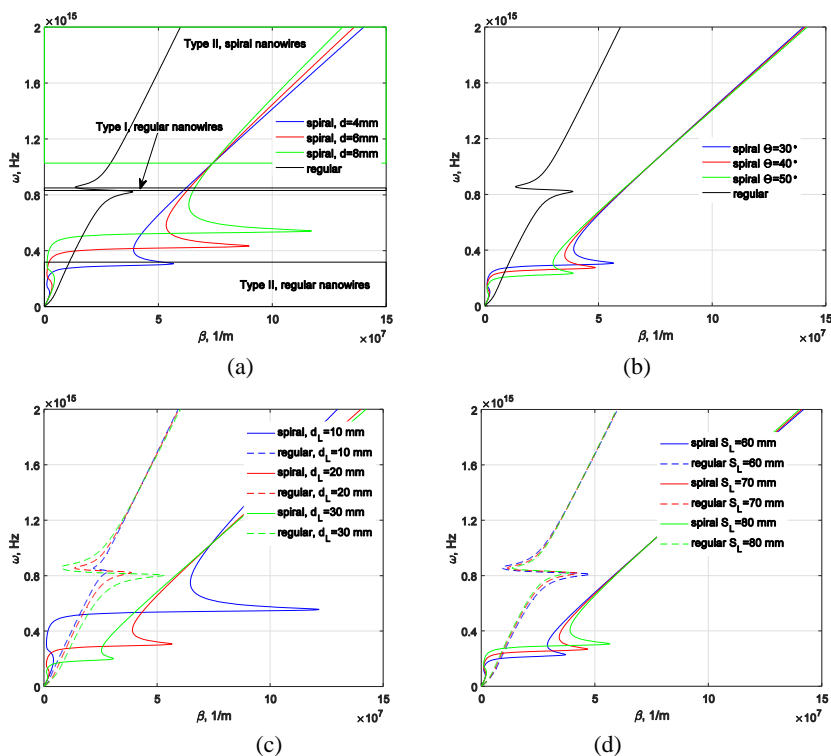 ×10^15
2
1.6
1.2
0.8
0.4
0
ω, Hz
Type II, spiral nanowires
Type I, regular nanowires
spiral, d=4mm
spiral, d=6mm
spiral, d=8mm
regular
Type II, regular nanowires
0 5 10 15
β, 1/m
×10^7
(a)
×10^15
2
1.6
1.2
0.8
0.4
0
ω, Hz
spiral Θ=30°
spiral Θ=40°
spiral Θ=50°
regular
0 5 10 15
β, 1/m
×10^7
(b)
×10^15
2
1.6
1.2
0.8
0.4
0
ω, Hz
spiral, d_L=10 mm
regular, d_L=10 mm
spiral, d_L=20 mm
regular, d_L=20 mm
spiral, d_L=30 mm
regular, d_L=30 mm
0 5 10 15
β, 1/m
×10^7
(c)
×10^15
2
1.6
1.2
0.8
0.4
0
ω, Hz
spiral S_L=60 mm
regular S_L=60 mm
spiral S_L=70 mm
regular S_L=70 mm
spiral S_L=80 mm
regular S_L=80 mm
0 5 10 15
β, 1/m
×10^7
(d)